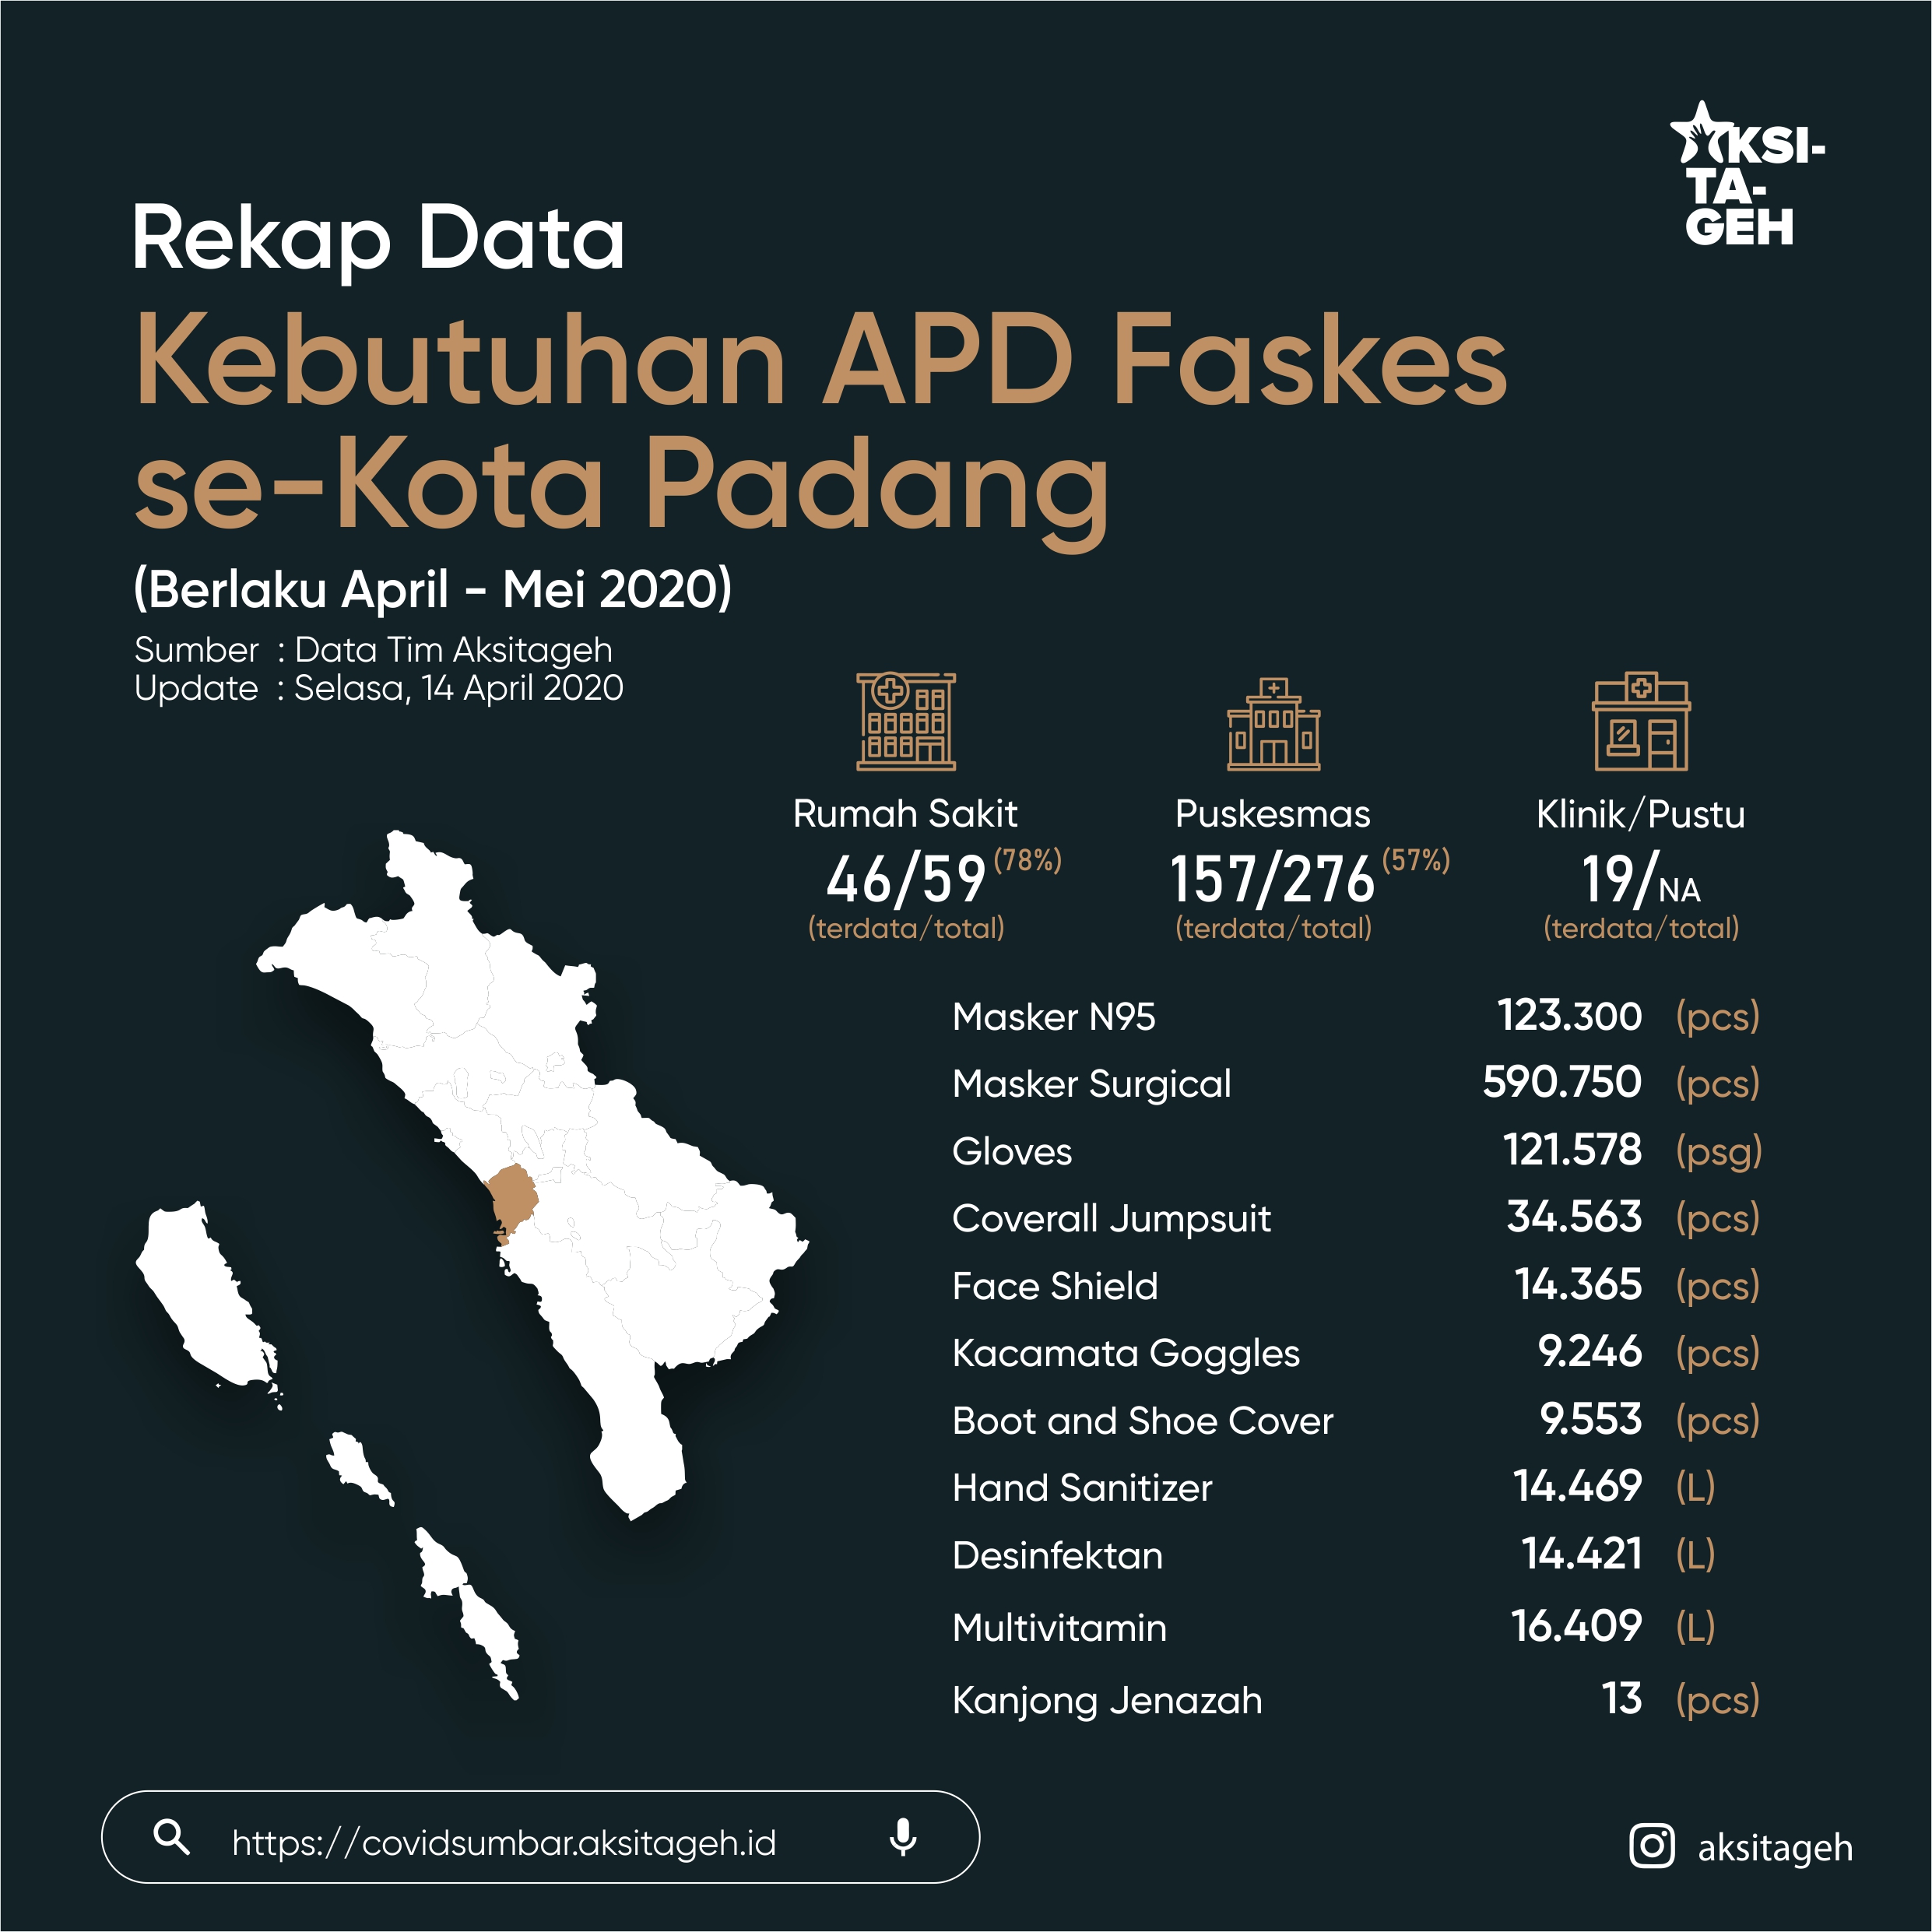 AKSI-
TA-
GEH
Rekap Data
Kebutuhan APD Faskes
se-Kota Padang
(Berlaku April - Mei 2020)
Sumber : Data Tim Aksitageh
Update : Selasa, 14 April 2020
Rumah Sakit
46/59 (78%)
(terdata/total)
Puskesmas
157/276 (57%)
(terdata/total)
Klinik/Pustu
19/NA
(terdata/total)
Masker N95 123.300 (pcs)
Masker Surgical 590.750 (pcs)
Gloves 121.578 (psg)
Coverall Jumpsuit 34.563 (pcs)
Face Shield 14.365 (pcs)
Kacamata Goggles 9.246 (pcs)
Boot and Shoe Cover 9.553 (pcs)
Hand Sanitizer 14.469 (L)
Desinfektan 14.421 (L)
Multivitamin 16.409 (L)
Kanjong Jenazah 13 (pcs)
https://covidsumbar.aksitageh.id
aksitageh